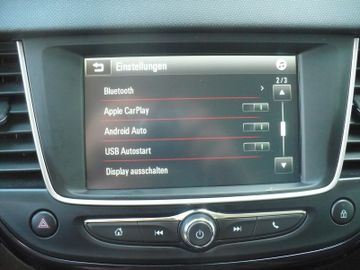 Einstellungen
2/3
Bluetooth
Apple CarPlay
Android Auto
USB Autostart
Display ausschalten